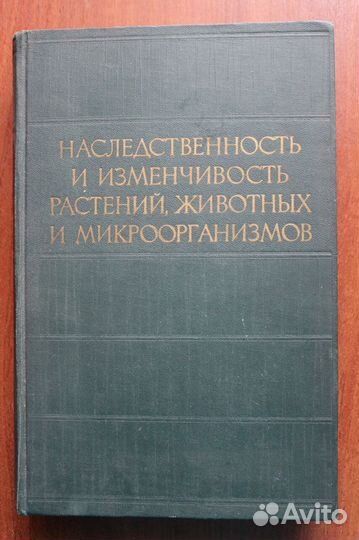 НАСЛЕДСТВЕННОСТЬ
И ИЗМЕНЧИВОСТЬ
РАСТЕНИЙ, ЖИВОТНЫХ
И МИКРООРГАНИЗМОВ
Avito